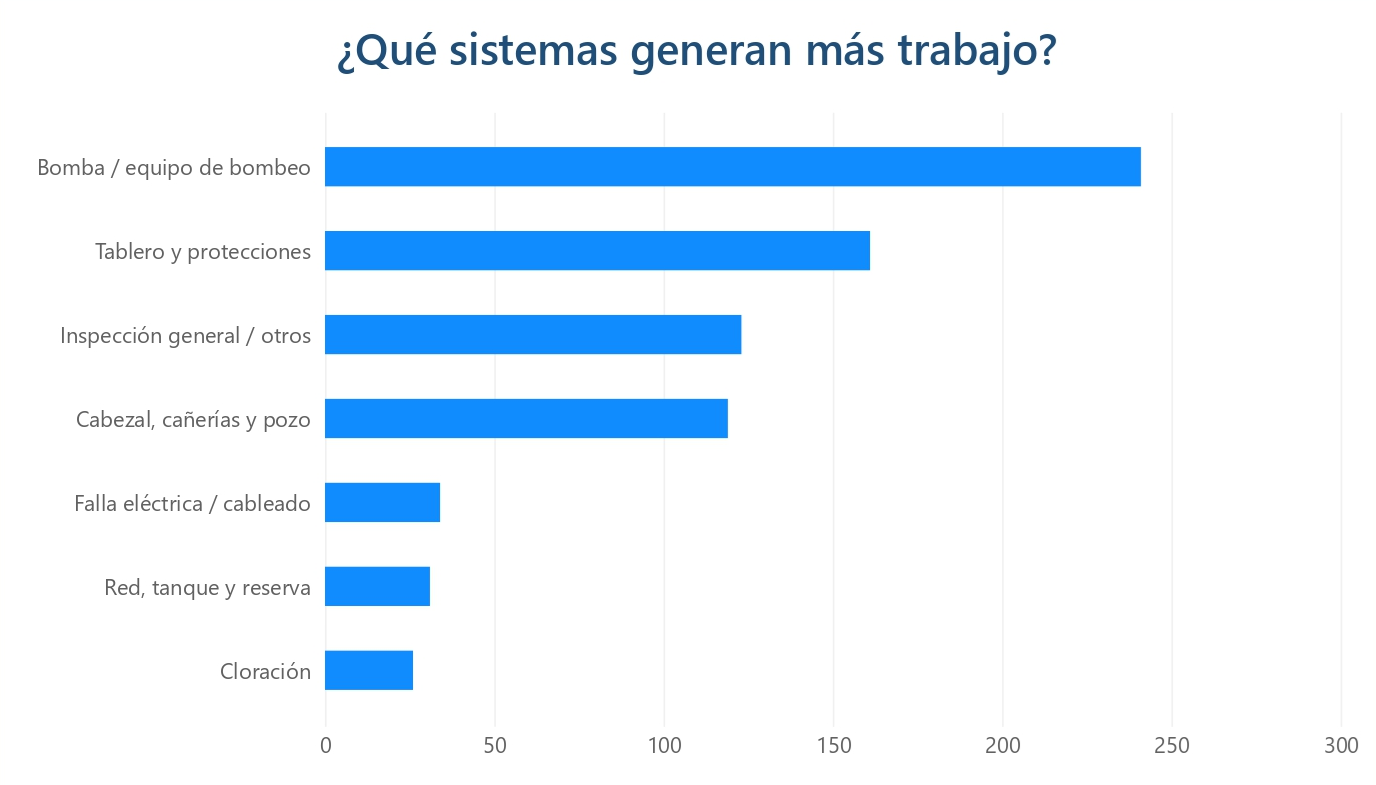 ¿Qué sistemas generan más trabajo?
Bomba / equipo de bombeo
Tablero y protecciones
Inspección general / otros
Cabezal, cañerías y pozo
Falla eléctrica / cableado
Red, tanque y reserva
Cloración
0 50 100 150 200 250 300